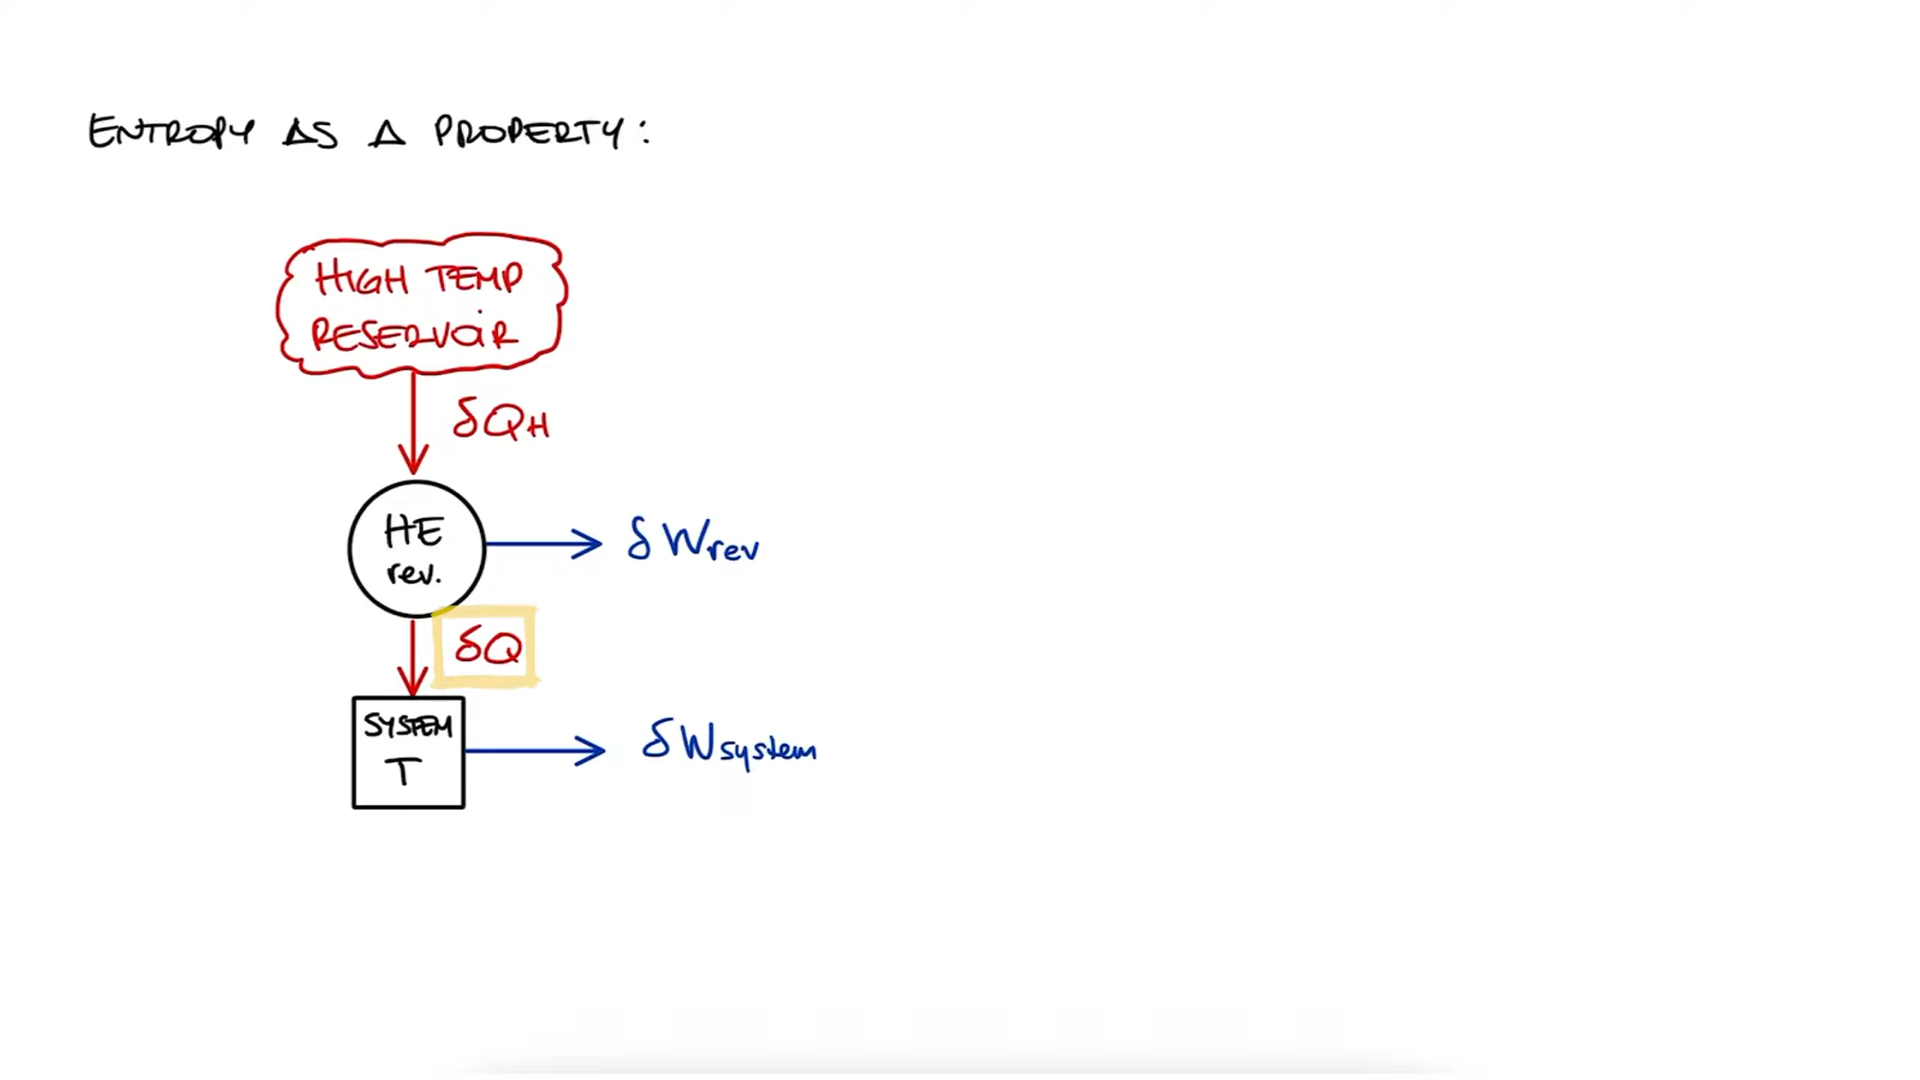 ENTROPY AS A PROPERTY:
HIGH TEMP
RESERVOIR
δQH
HE
rev.
δWrev
δQ
SYSTEM
T
δWsystem